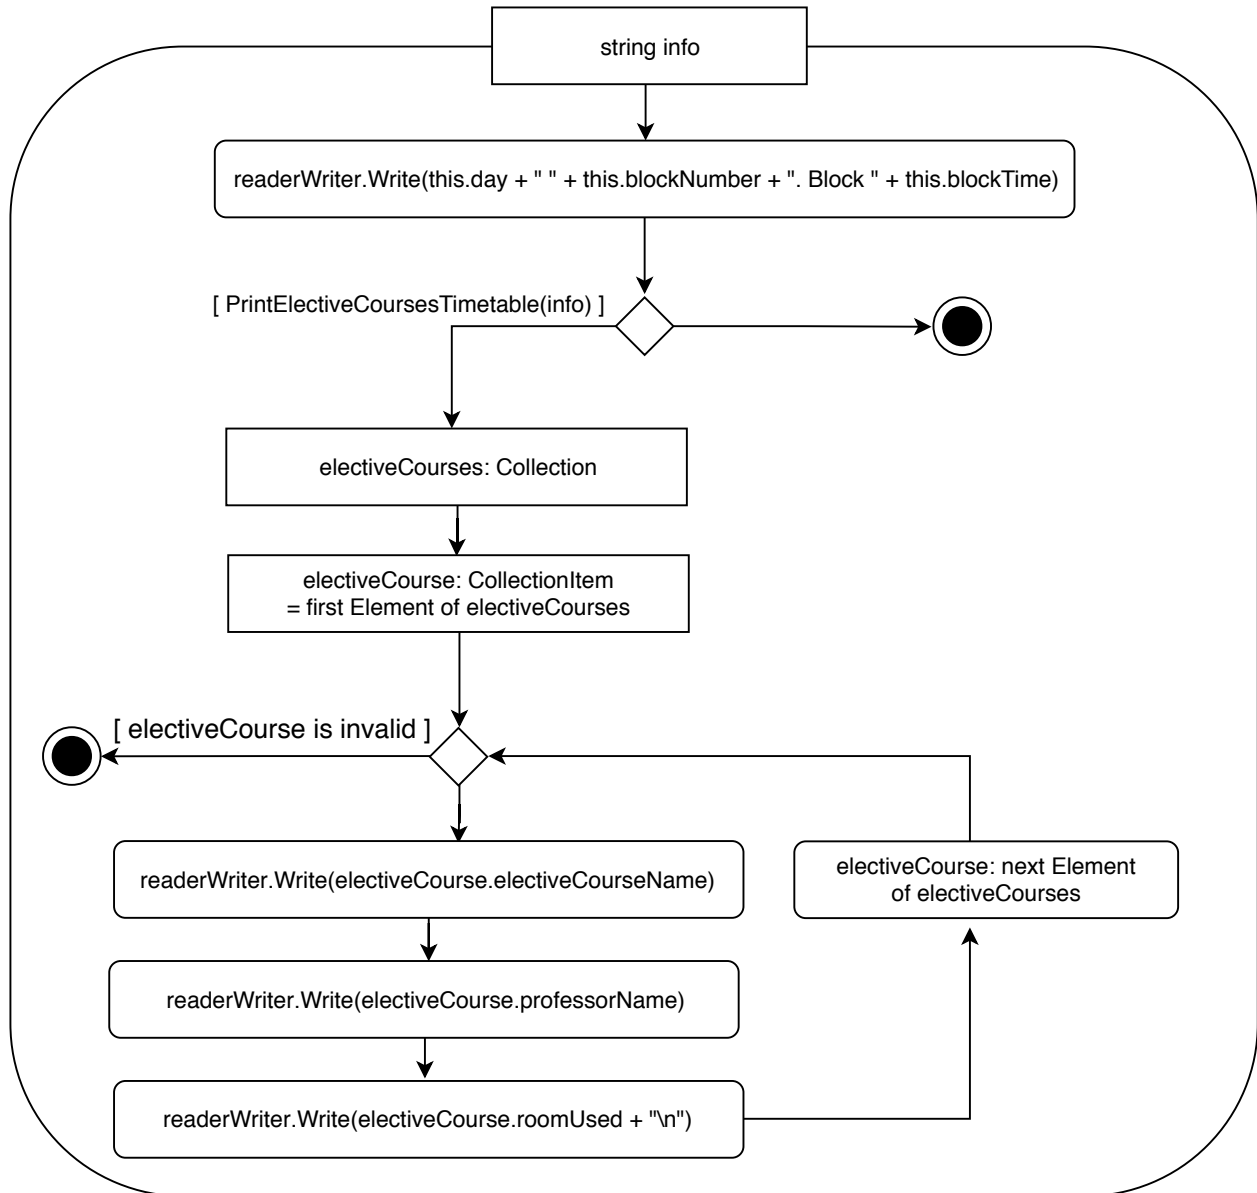 string info
readerWriter.Write(this.day + " " + this.blockNumber + ". Block " + this.blockTime)
[ PrintElectiveCoursesTimetable(info) ]
electiveCourses: Collection
electiveCourse: CollectionItem
= first Element of electiveCourses
[ electiveCourse is invalid ]
readerWriter.Write(electiveCourse.electiveCourseName)
electiveCourse: next Element
of electiveCourses
readerWriter.Write(electiveCourse.professorName)
readerWriter.Write(electiveCourse.roomUsed + "\n")